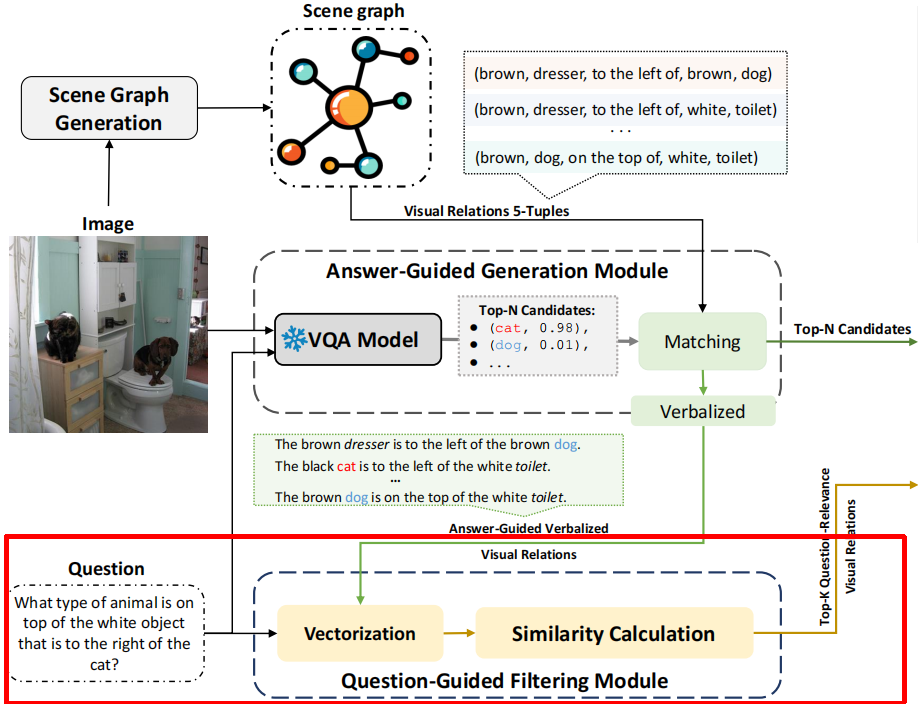 Scene graph
Scene Graph
Generation
(brown, dresser, to the left of, brown, dog)
(brown, dresser, to the left of, white, toilet)
...
(brown, dog, on the top of, white, toilet)
Visual Relations 5-Tuples
Image
Answer-Guided Generation Module
VQA Model
Top-N Candidates:
● (cat, 0.98),
● (dog, 0.01),
● ...
Matching
Top-N Candidates
Verbalized
The brown dresser is to the left of the brown dog.
The black cat is to the left of the white toilet.
...
The brown dog is on the top of the white toilet.
Answer-Guided Verbalized
Visual Relations
Top-K Question-Relevance
Visual Relations
Question
What type of animal is on
top of the white object
that is to the right of the
cat?
Vectorization
Similarity Calculation
Question-Guided Filtering Module